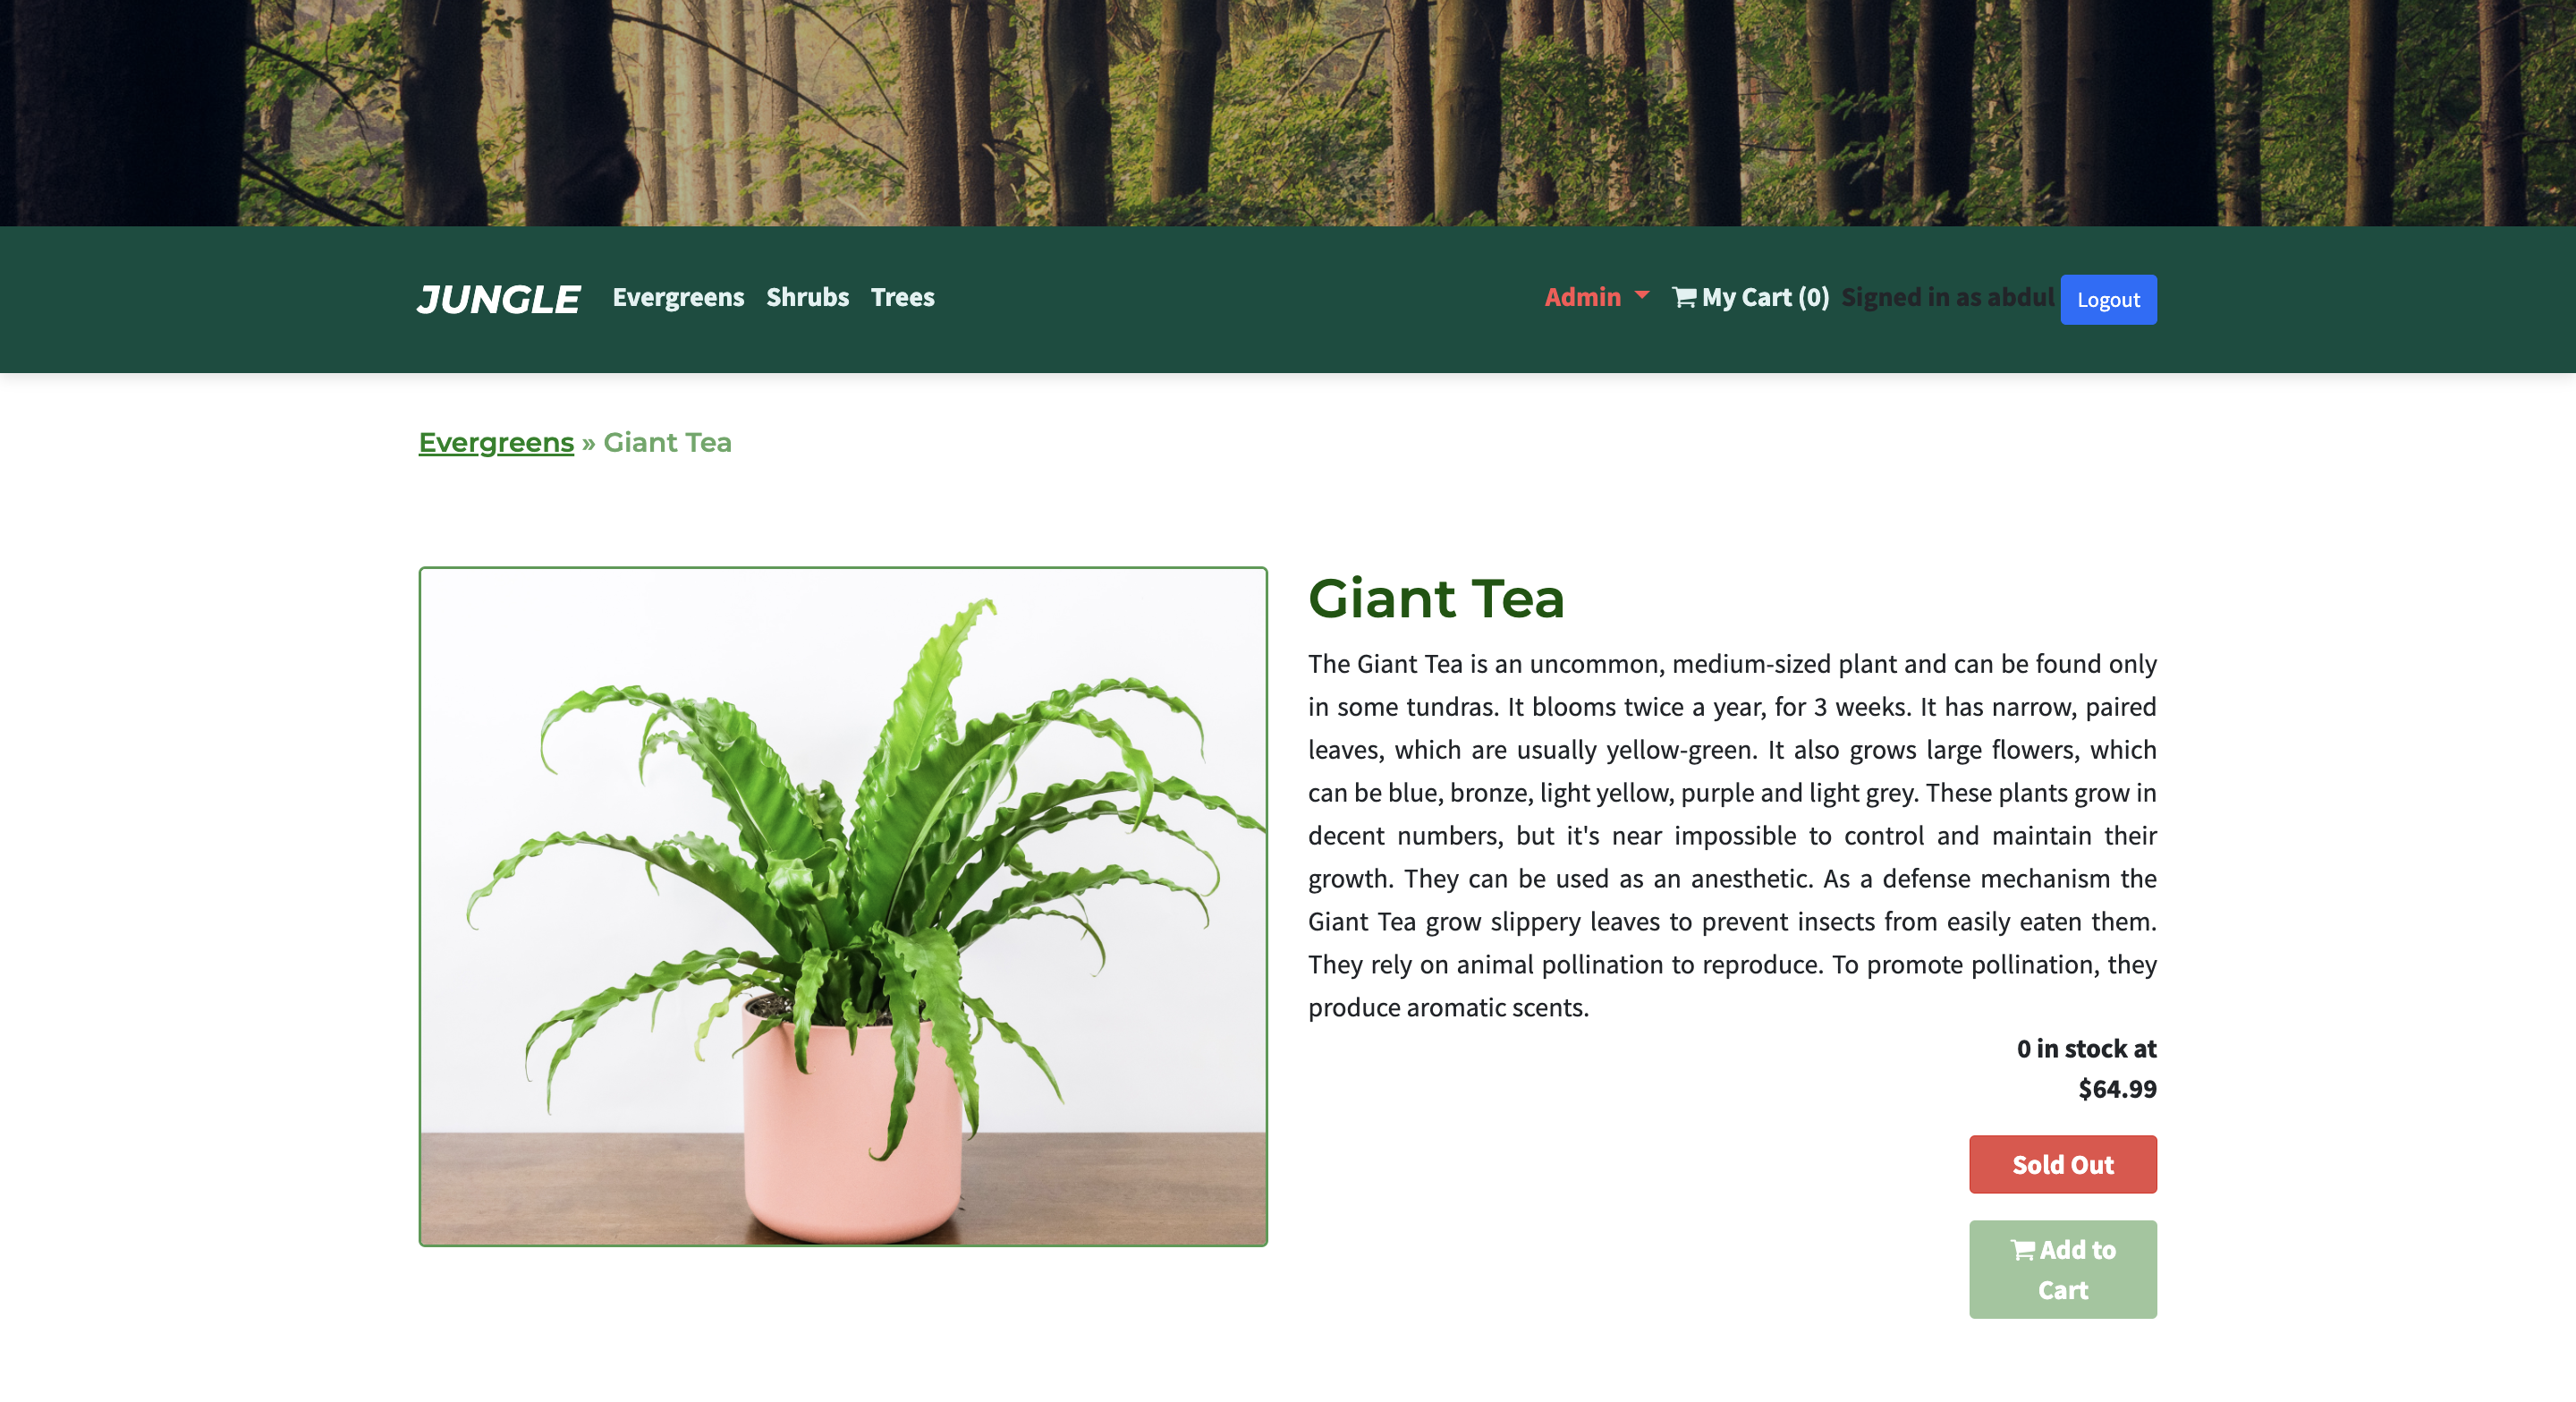 JUNGLE Evergreens Shrubs Trees Admin My Cart (0) Signed in as abdul Logout
Evergreens » Giant Tea
Giant Tea
The Giant Tea is an uncommon, medium-sized plant and can be found only
in some tundras. It blooms twice a year, for 3 weeks. It has narrow, paired
leaves, which are usually yellow-green. It also grows large flowers, which
can be blue, bronze, light yellow, purple and light grey. These plants grow in
decent numbers, but it's near impossible to control and maintain their
growth. They can be used as an anesthetic. As a defense mechanism the
Giant Tea grow slippery leaves to prevent insects from easily eaten them.
They rely on animal pollination to reproduce. To promote pollination, they
produce aromatic scents.
0 in stock at
$64.99
Sold Out
Add to
Cart